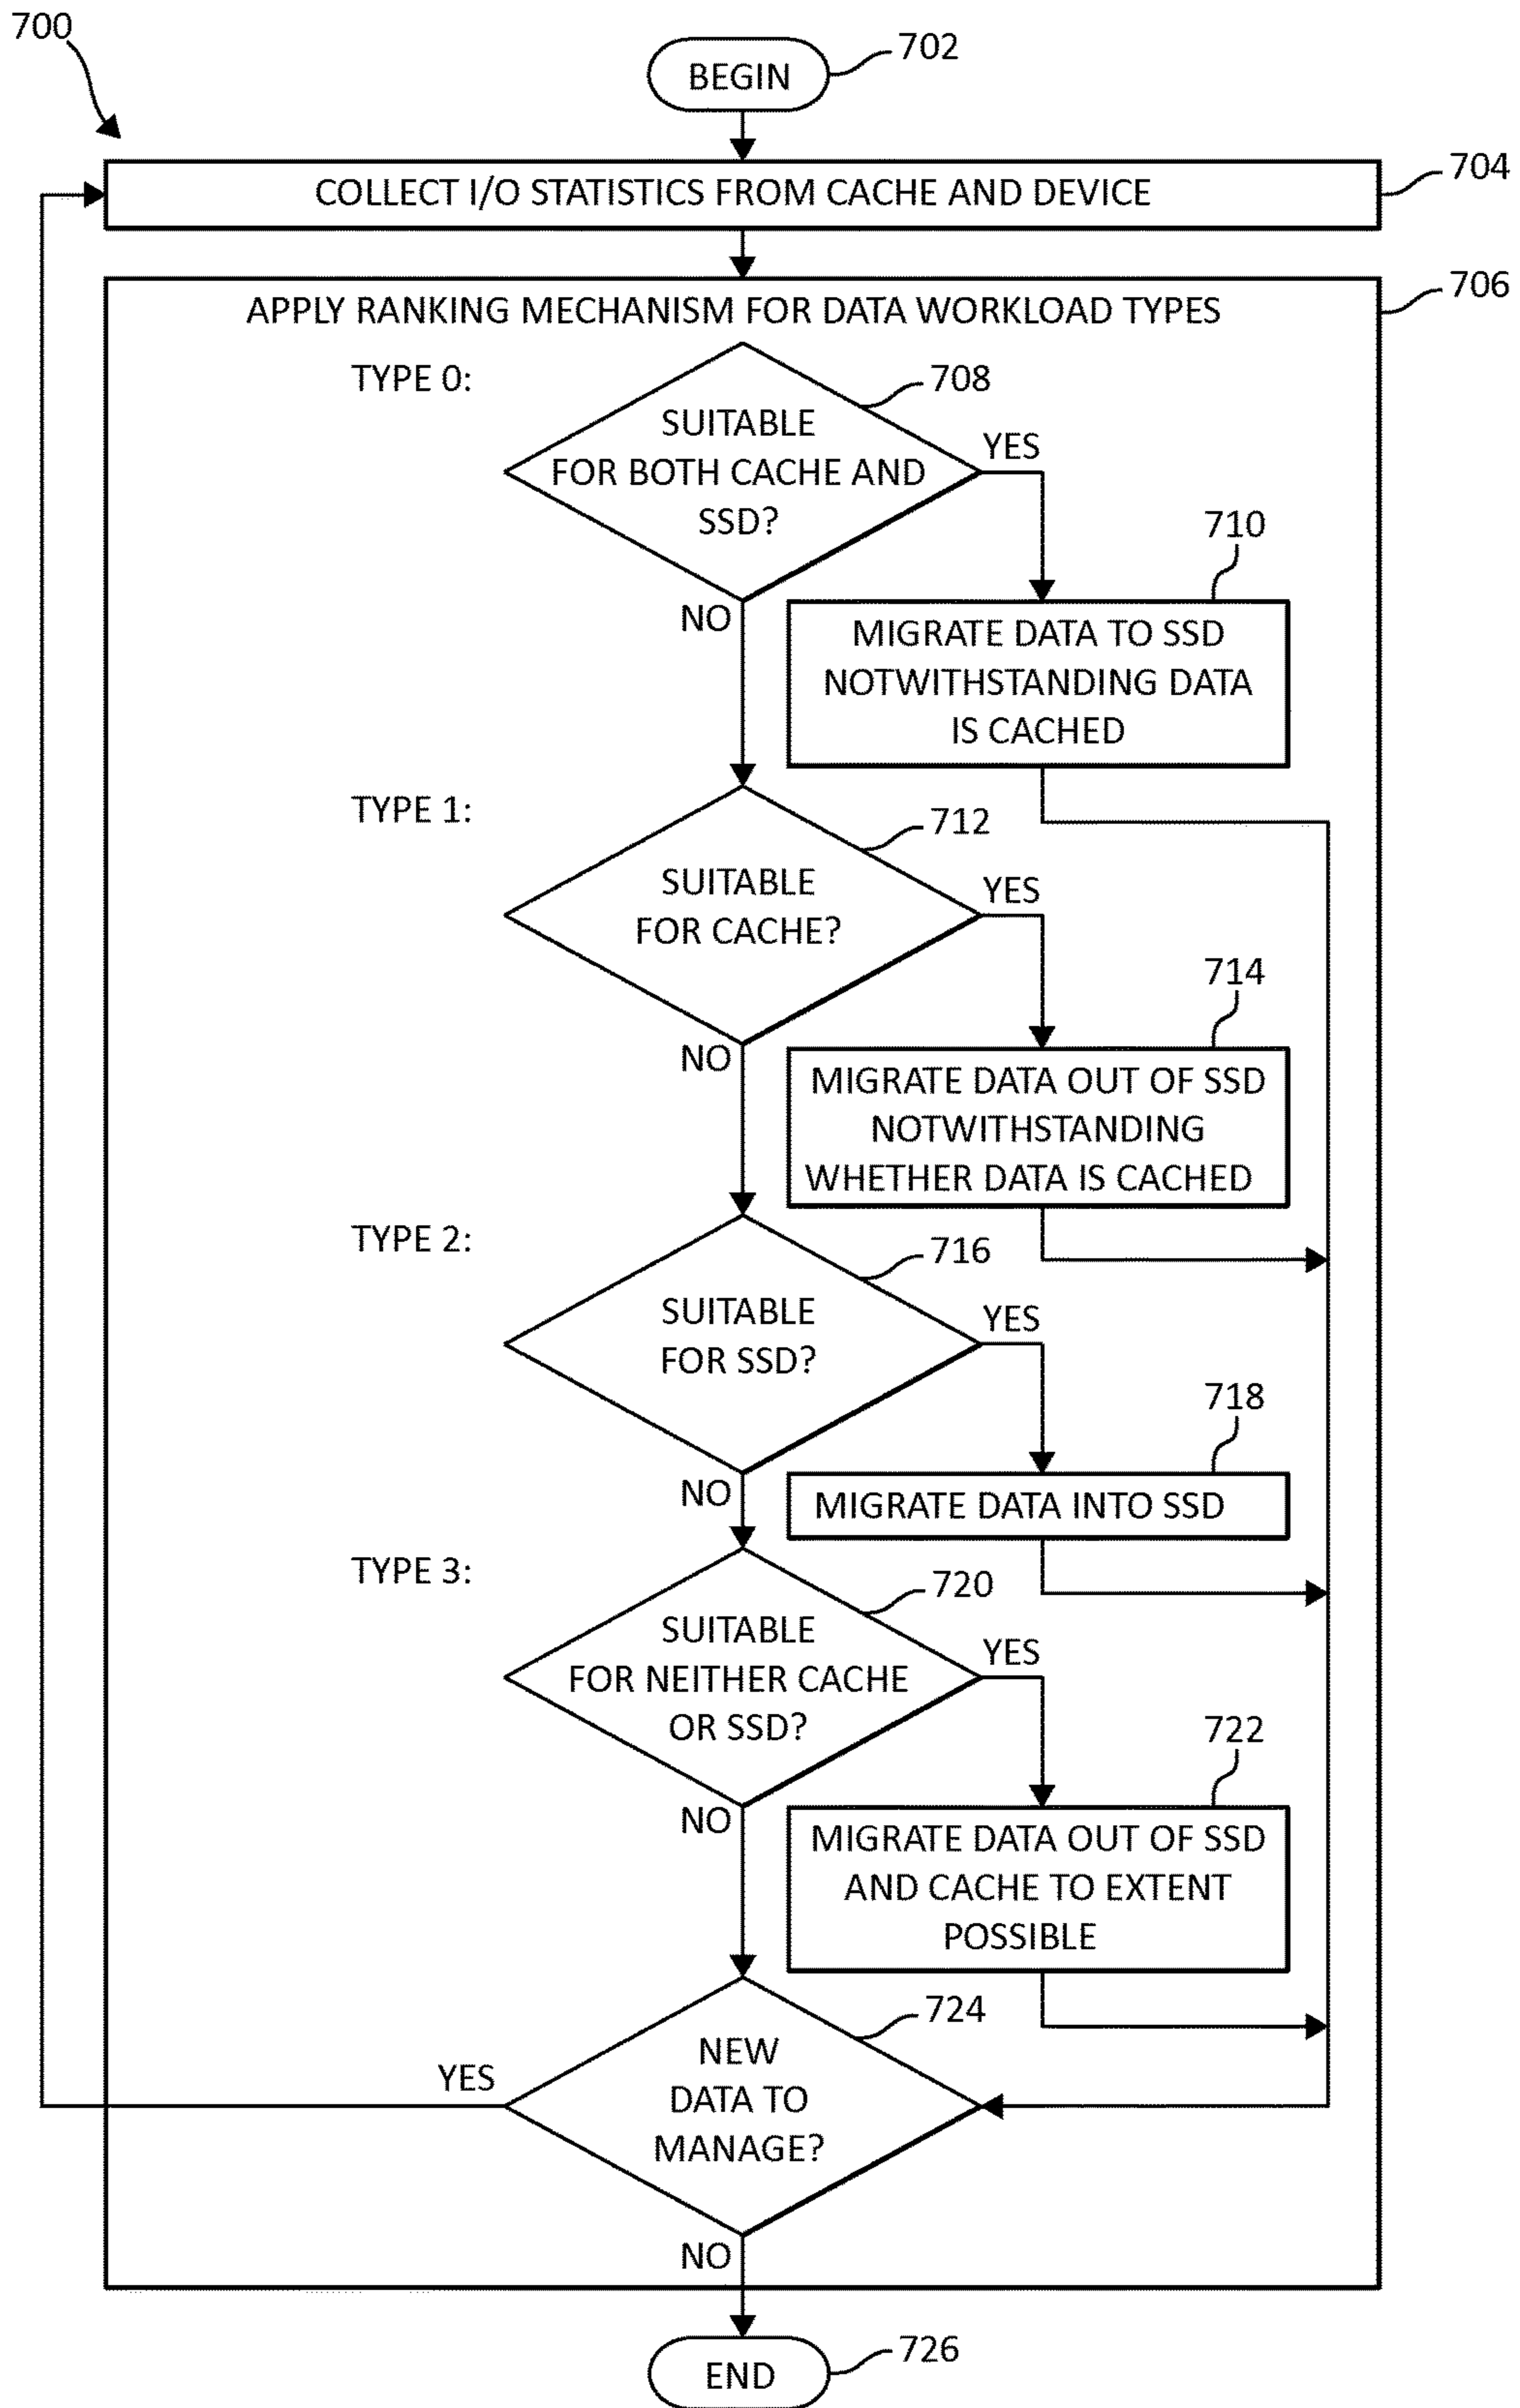 700
BEGIN
702
COLLECT I/O STATISTICS FROM CACHE AND DEVICE
704
APPLY RANKING MECHANISM FOR DATA WORKLOAD TYPES
706
TYPE 0:
708
SUITABLE
FOR BOTH CACHE AND
SSD?
YES
NO
710
MIGRATE DATA TO SSD
NOTWITHSTANDING DATA
IS CACHED
TYPE 1:
712
SUITABLE
FOR CACHE?
YES
NO
714
MIGRATE DATA OUT OF SSD
NOTWITHSTANDING
WHETHER DATA IS CACHED
TYPE 2:
716
SUITABLE
FOR SSD?
YES
NO
718
MIGRATE DATA INTO SSD
TYPE 3:
720
SUITABLE
FOR NEITHER CACHE
OR SSD?
YES
NO
722
MIGRATE DATA OUT OF SSD
AND CACHE TO EXTENT
POSSIBLE
724
NEW
DATA TO
MANAGE?
YES
NO
END
726